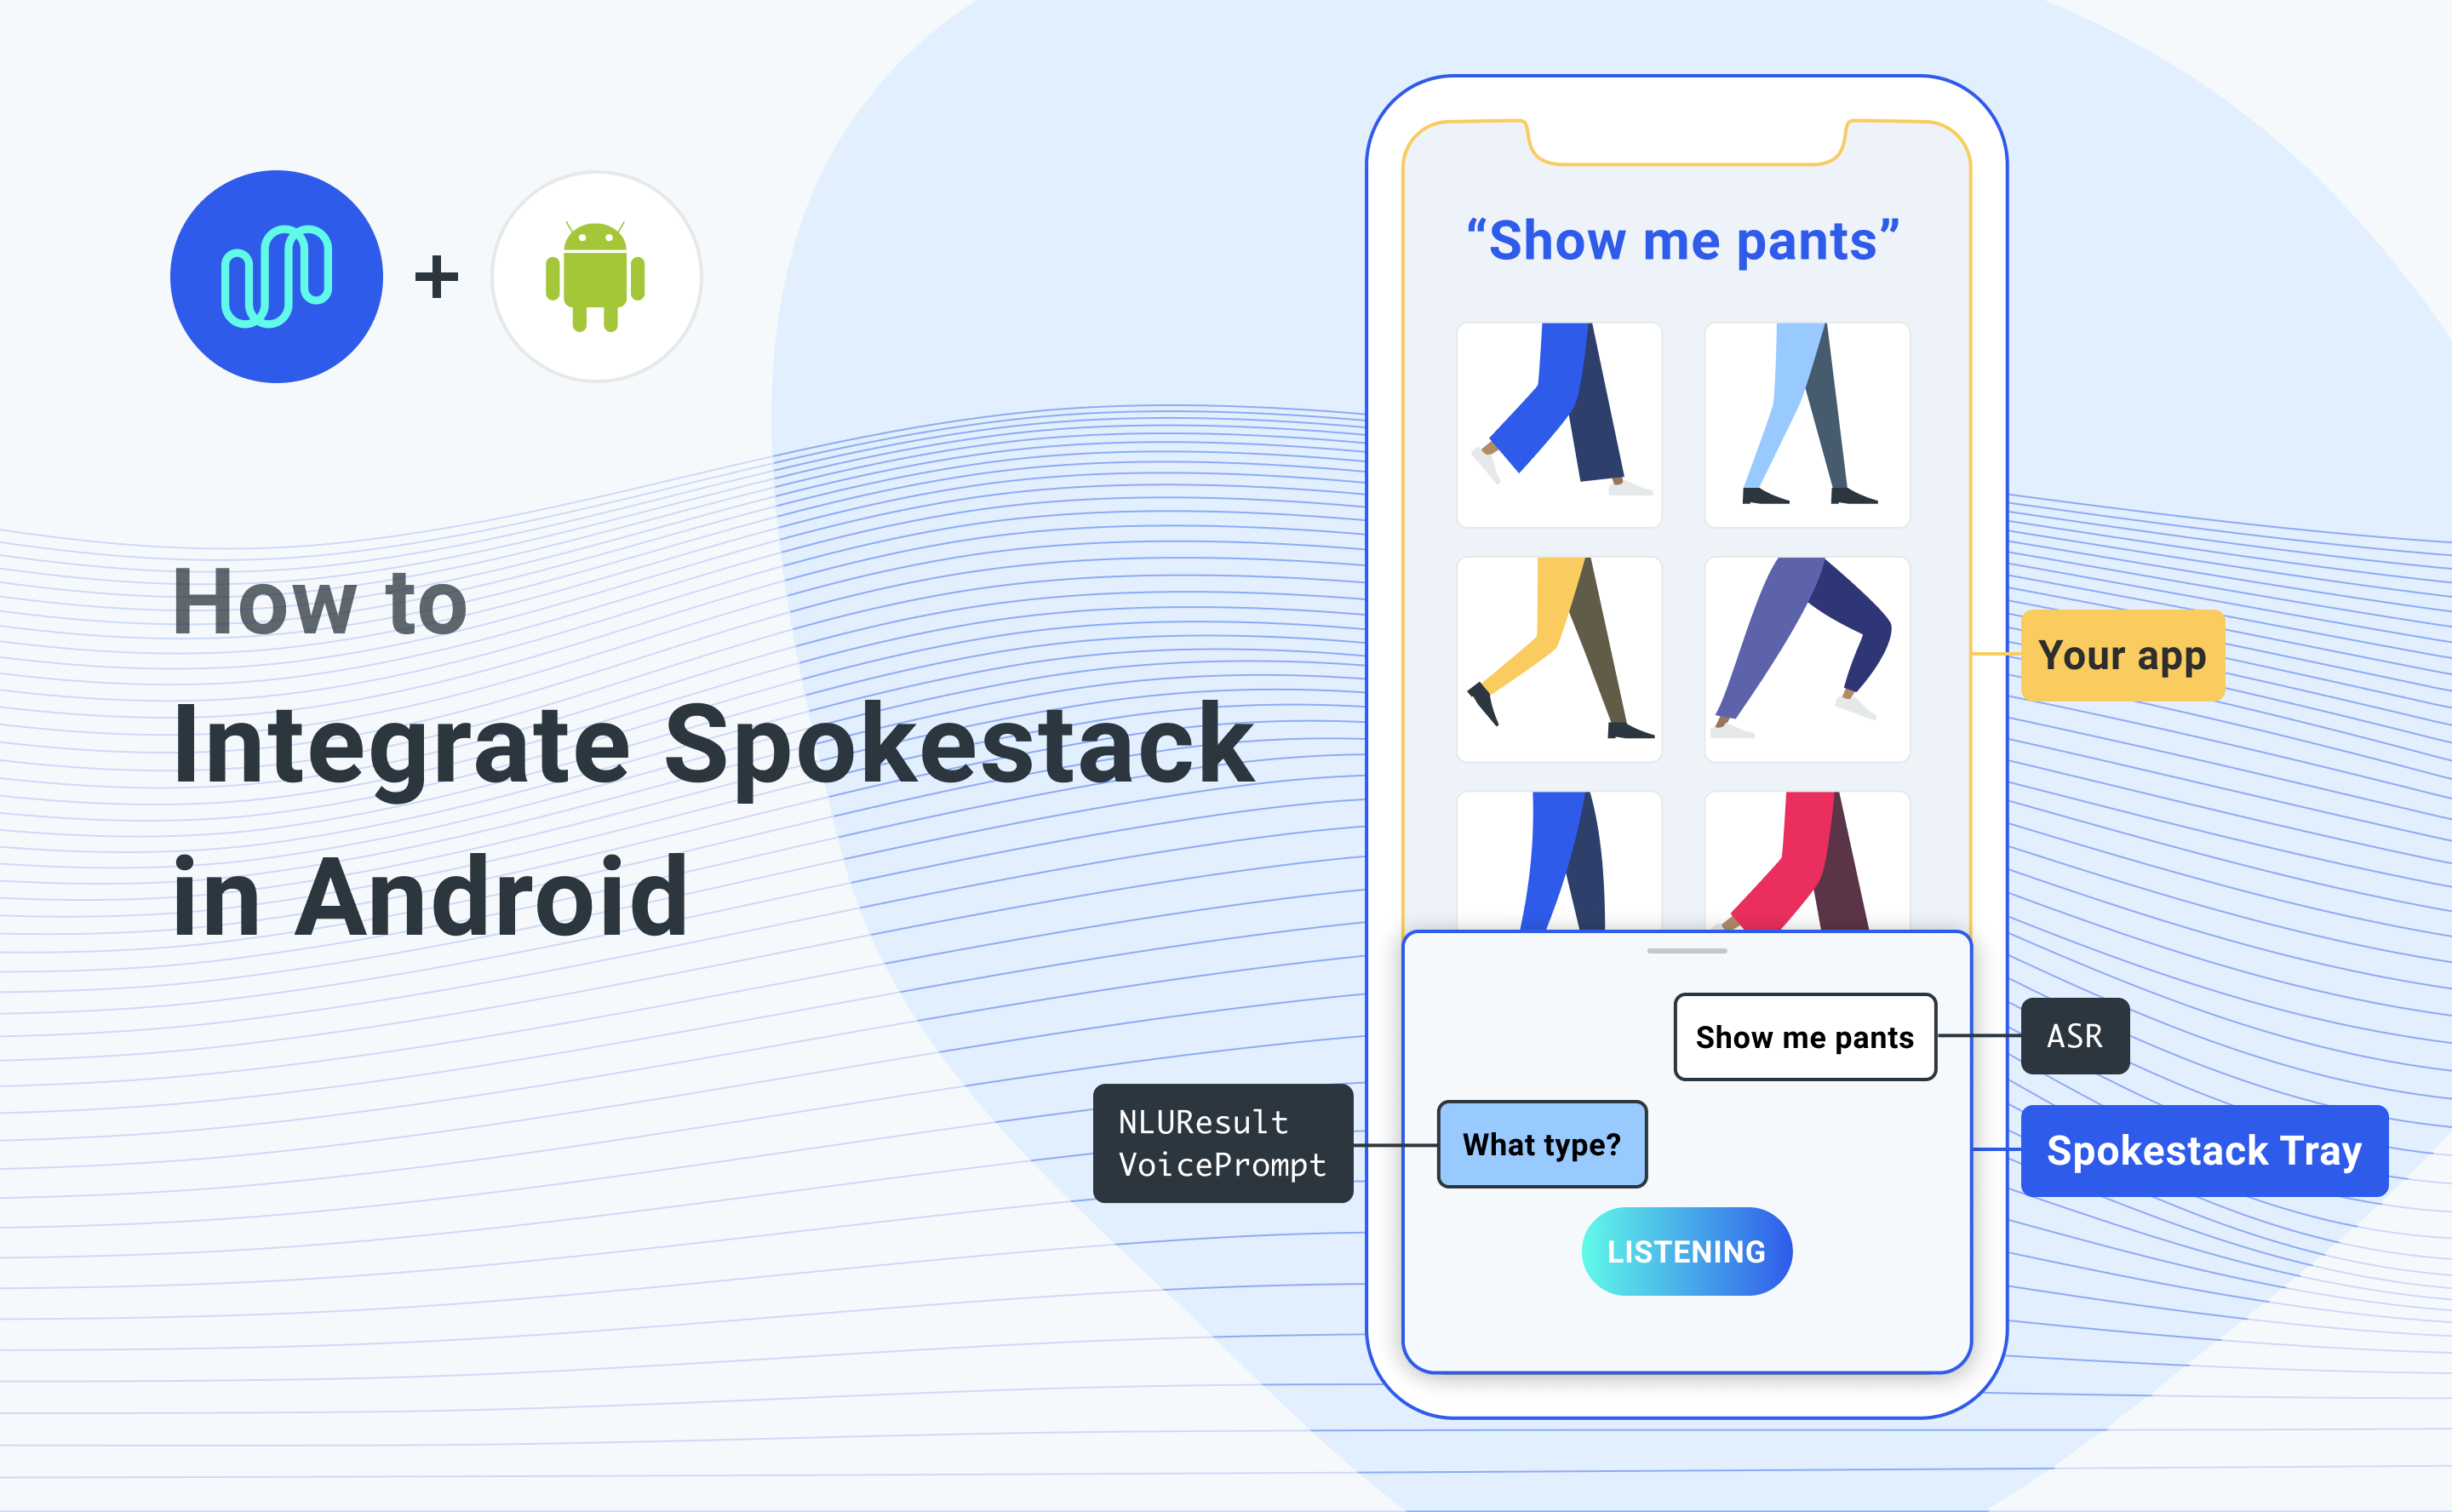 How to
Integrate Spokestack
in Android
“Show me pants”
Your app
Show me pants
ASR
NLUResult
VoicePrompt
What type?
Spokestack Tray
LISTENING